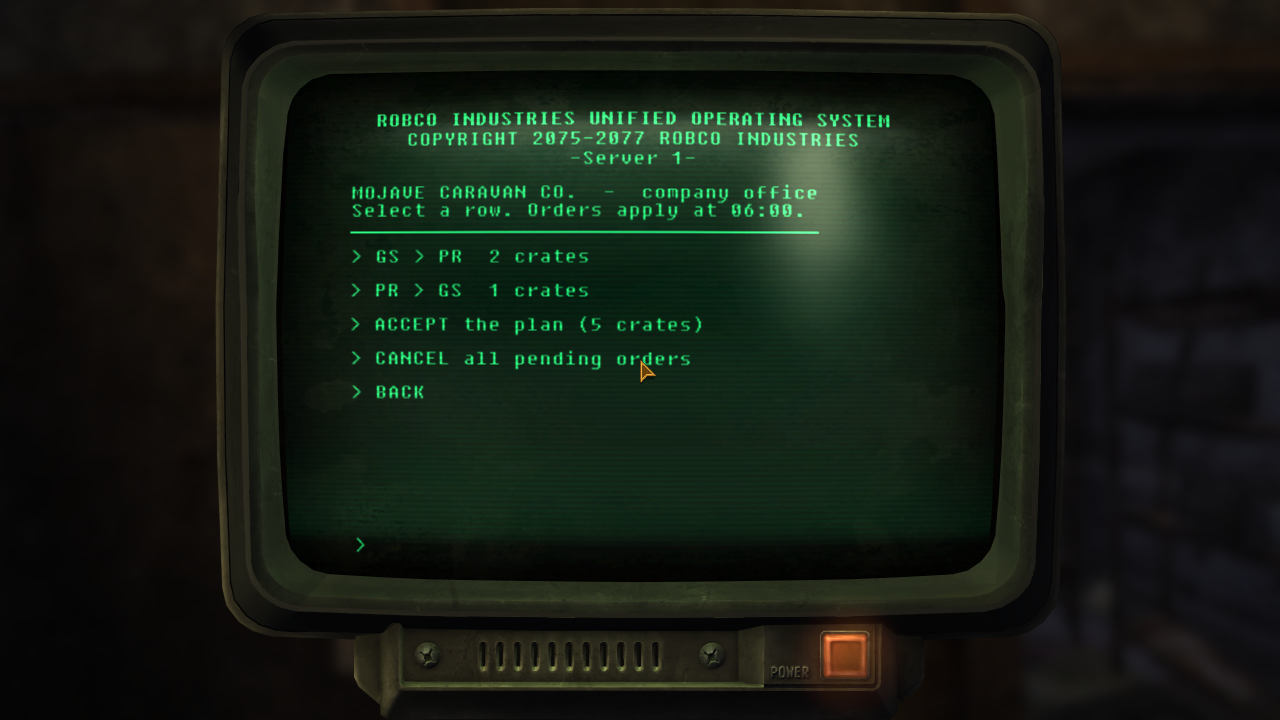 ROBCO INDUSTRIES UNIFIED OPERATING SYSTEM
COPYRIGHT 2075-2077 ROBCO INDUSTRIES
-Server 1-
MOJAVE CARAVAN CO.  -  company office
Select a row. Orders apply at 06:00.
> GS > PR  2 crates
> PR > GS  1 crates
> ACCEPT the plan (5 crates)
> CANCEL all pending orders
> BACK
>
POWER